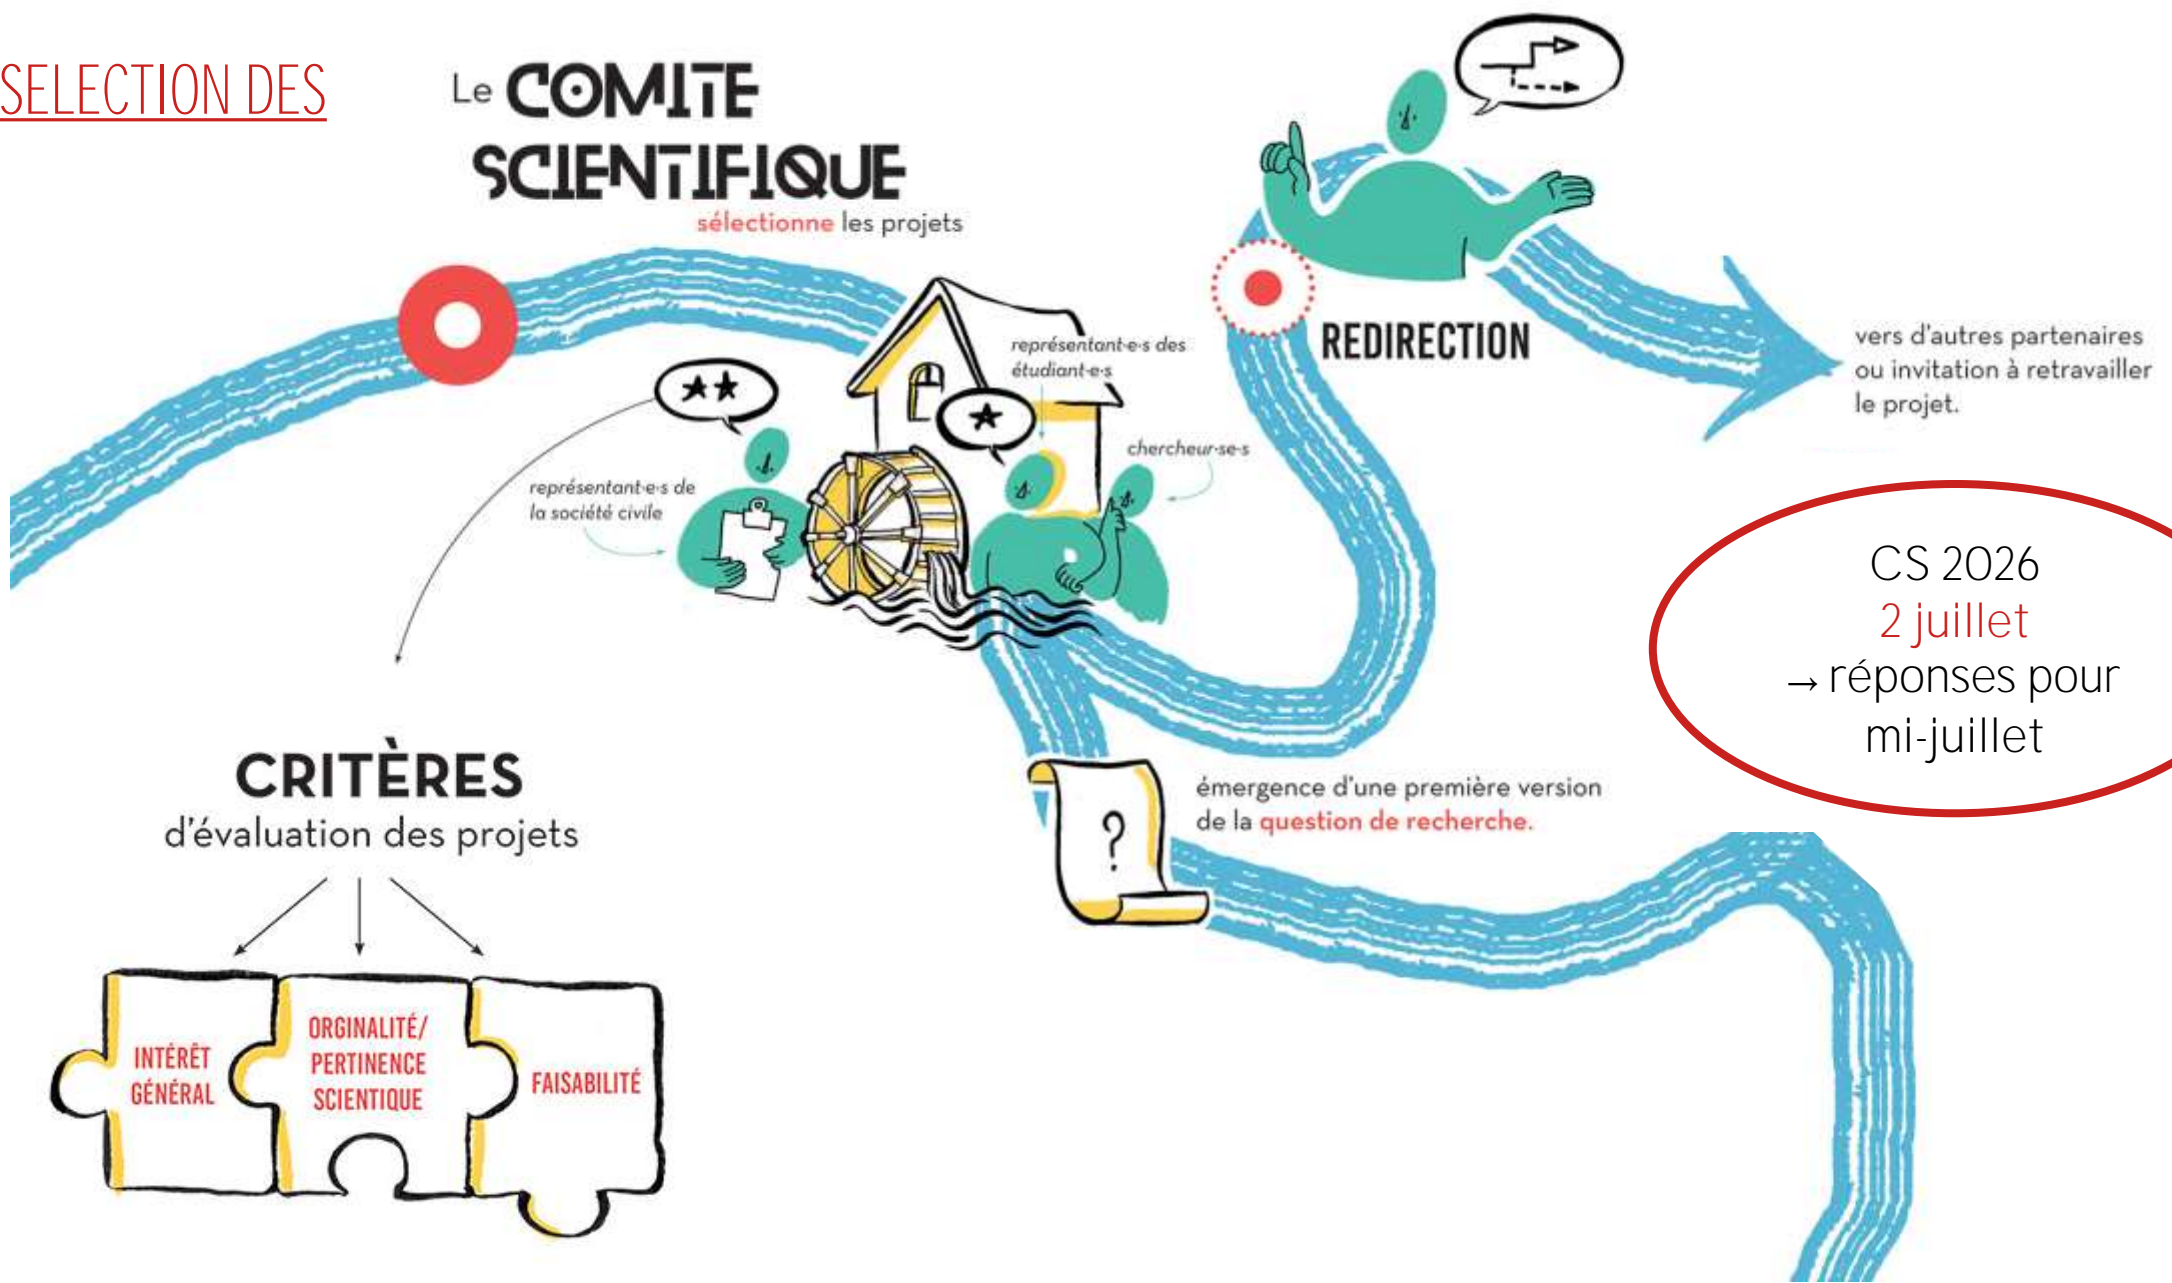 SELECTION DES
Le COMITE
SCIENTIFIQUE
sélectionne les projets
représentant·e·s des
étudiant·e·s
chercheur·se·s
représentant·e·s de
la société civile
REDIRECTION
vers d'autres partenaires
ou invitation à retravailler
le projet.
CS 2026
2 juillet
→ réponses pour
mi-juillet
émergence d'une première version
de la question de recherche.
?
CRITÈRES
d'évaluation des projets
INTÉRÊT
GÉNÉRAL
ORGINALITÉ/
PERTINENCE
SCIENTIQUE
FAISABILITÉ